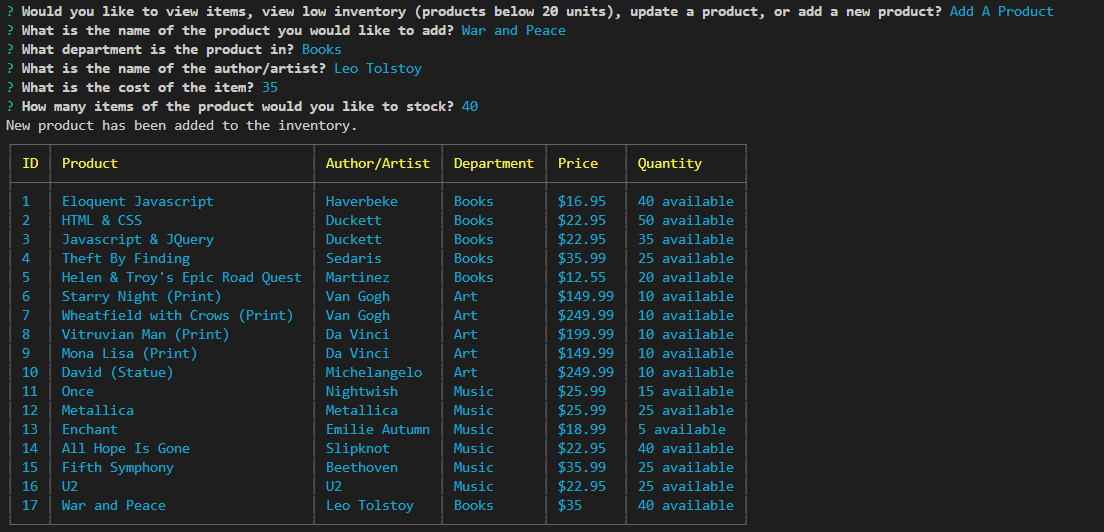 ? Would you like to view items, view low inventory (products below 20 units), update a product, or add a new product? Add A Product
? What is the name of the product you would like to add? War and Peace
? What department is the product in? Books
? What is the name of the author/artist? Leo Tolstoy
? What is the cost of the item? 35
? How many items of the product would you like to stock? 40
New product has been added to the inventory.
ID Product Author/Artist Department Price Quantity
1 Eloquent Javascript Haverbeke Books $16.95 40 available
2 HTML & CSS Duckett Books $22.95 50 available
3 Javascript & JQuery Duckett Books $22.95 35 available
4 Theft By Finding Sedaris Books $35.99 25 available
5 Helen & Troy's Epic Road Quest Martinez Books $12.55 20 available
6 Starry Night (Print) Van Gogh Art $149.99 10 available
7 Wheatfield with Crows (Print) Van Gogh Art $249.99 10 available
8 Vitruvian Man (Print) Da Vinci Art $199.99 10 available
9 Mona Lisa (Print) Da Vinci Art $149.99 10 available
10 David (Statue) Michelangelo Art $249.99 10 available
11 Once Nightwish Music $25.99 15 available
12 Metallica Metallica Music $25.99 25 available
13 Enchant Emilie Autumn Music $18.99 5 available
14 All Hope Is Gone Slipknot Music $22.95 40 available
15 Fifth Symphony Beethoven Music $35.99 25 available
16 U2 U2 Music $22.95 25 available
17 War and Peace Leo Tolstoy Books $35 40 available